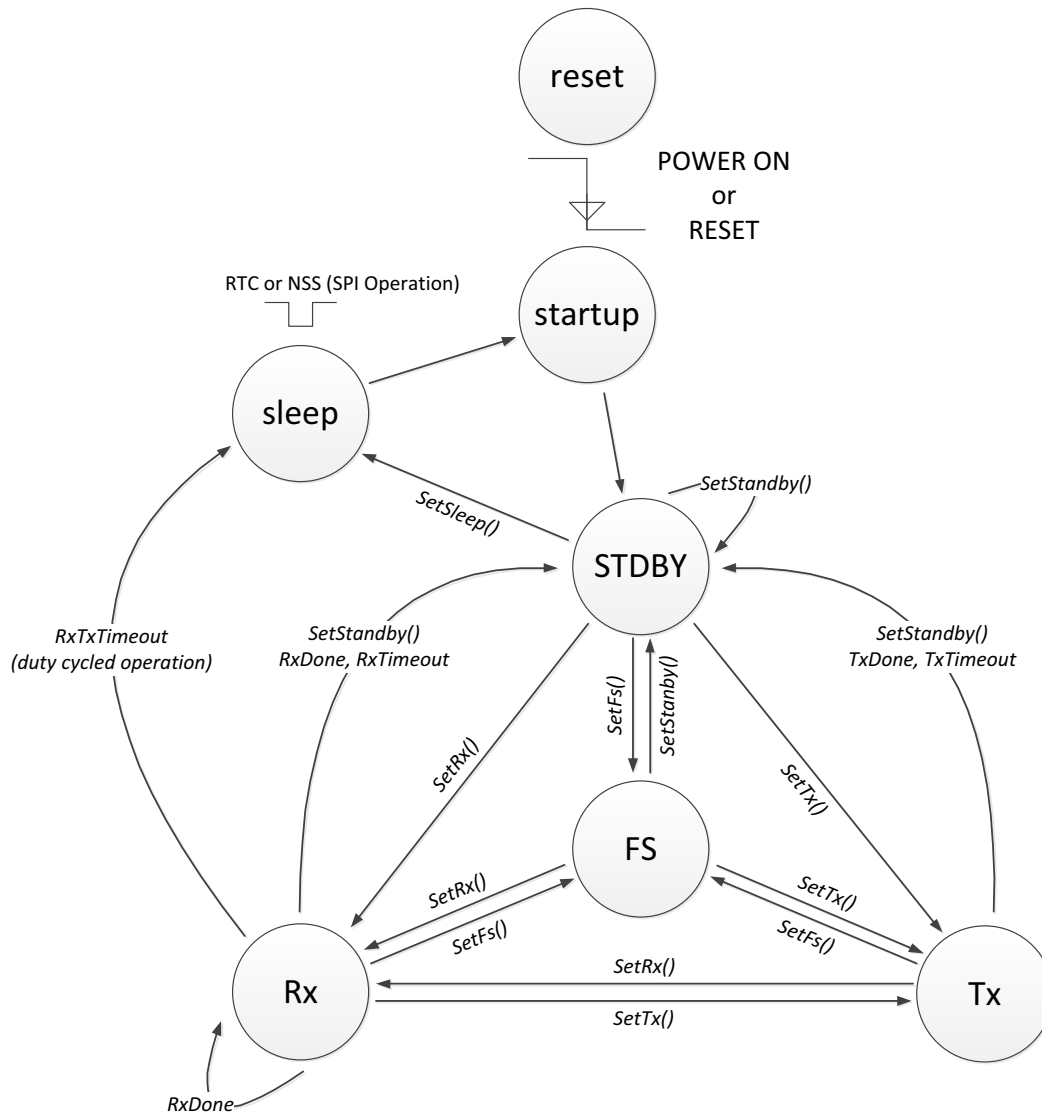 reset
POWER ON
or
RESET
RTC or NSS (SPI Operation)
startup
sleep
SetStandby()
SetSleep()
STDBY
RxTxTimeout
(duty cycled operation)
SetStandby()
RxDone, RxTimeout
SetStandby()
TxDone, TxTimeout
SetFs()
SetStanby()
SetRx()
SetTx()
FS
SetRx()
SetFs()
SetTx()
SetFs()
SetRx()
SetTx()
Rx
Tx
RxDone